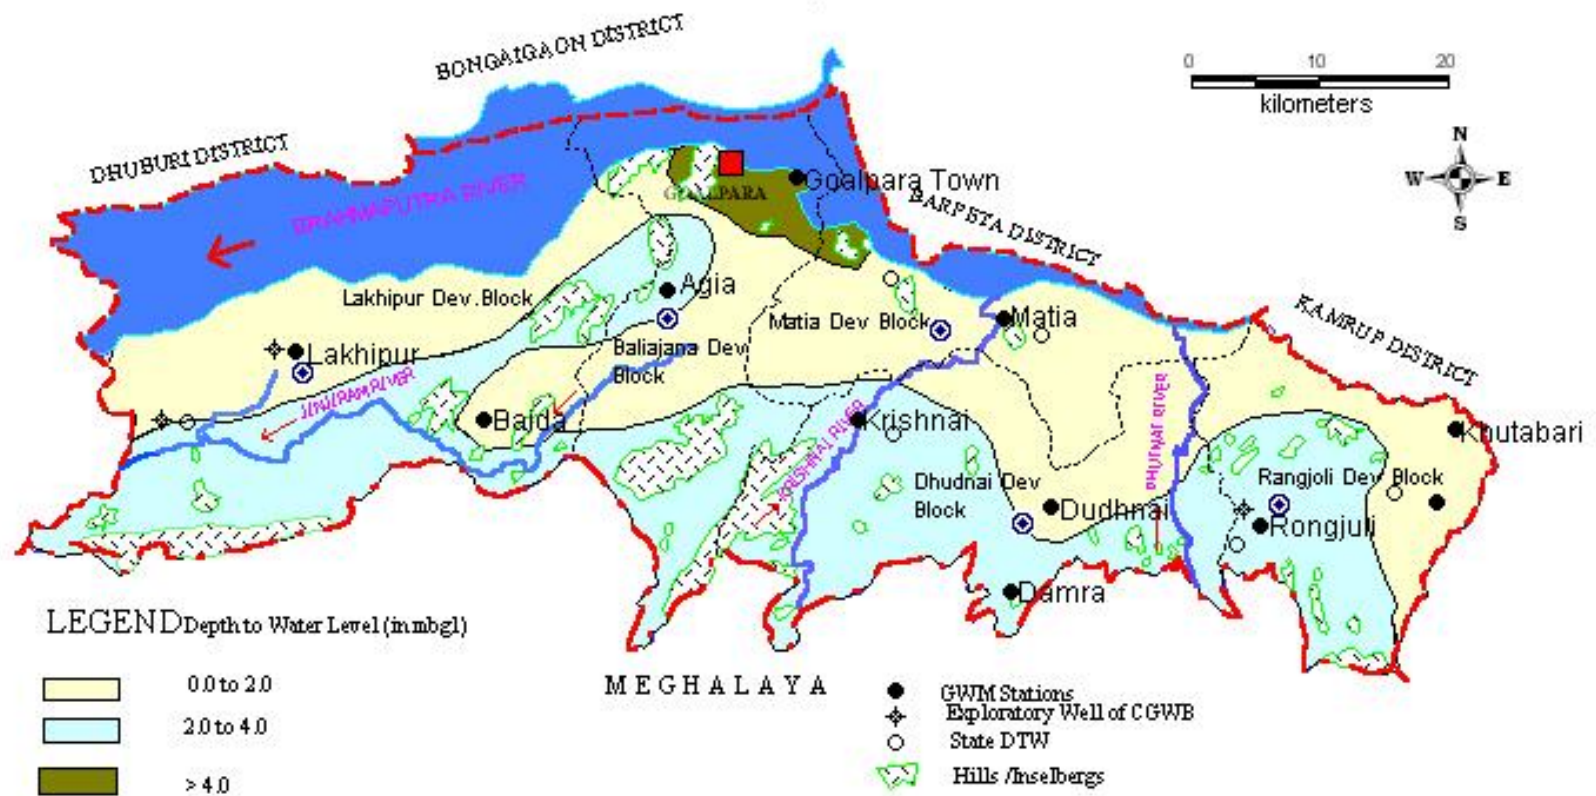 BONGAIGAON DISTRICT
DHUBURI DISTRICT
BRAHMAPUTRA RIVER
0 10 20
kilometers
N
W E
S
GOALPARA
Goalpara Town
BARPETA DISTRICT
KAMRUP DISTRICT
Lakhipur Dev. Block
Agia
Matia Dev Block
Matia
Lakhipur
Baliajana Dev
Block
JINJIRAM RIVER
Baida
KRISHNAI RIVER
Krishnai
DHUDNAI RIVER
Khutabari
Dhudnai Dev
Block
Rangjoli Dev Block
Dudhnai
Rongjuli
Damra
MEGHALAYA
LEGEND Depth to Water Level (in mbgl)
0.0 to 2.0
2.0 to 4.0
> 4.0
GWM Stations
Exploratory Well of CGWB
State DTW
Hills /Inselbergs